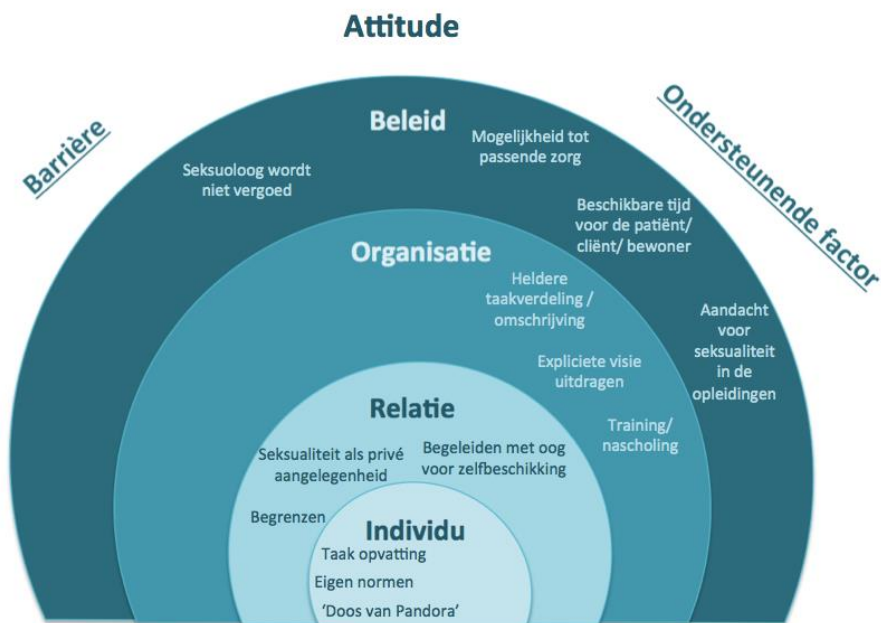 Attitude
Barrière
Ondersteunende factor
Beleid
Seksuoloog wordt
niet vergoed
Mogelijkheid tot
passende zorg
Beschikbare tijd
voor de patiënt/
cliënt/ bewoner
Aandacht
voor
seksualiteit
in de
opleidingen
Organisatie
Heldere
taakverdeling /
omschrijving
Expliciete visie
uitdragen
Training/
nascholing
Relatie
Seksualiteit als privé
aangelegenheid
Begrenzen
Begeleiden met oog
voor zelfbeschikking
Individu
Taak opvatting
Eigen normen
‘Doos van Pandora’